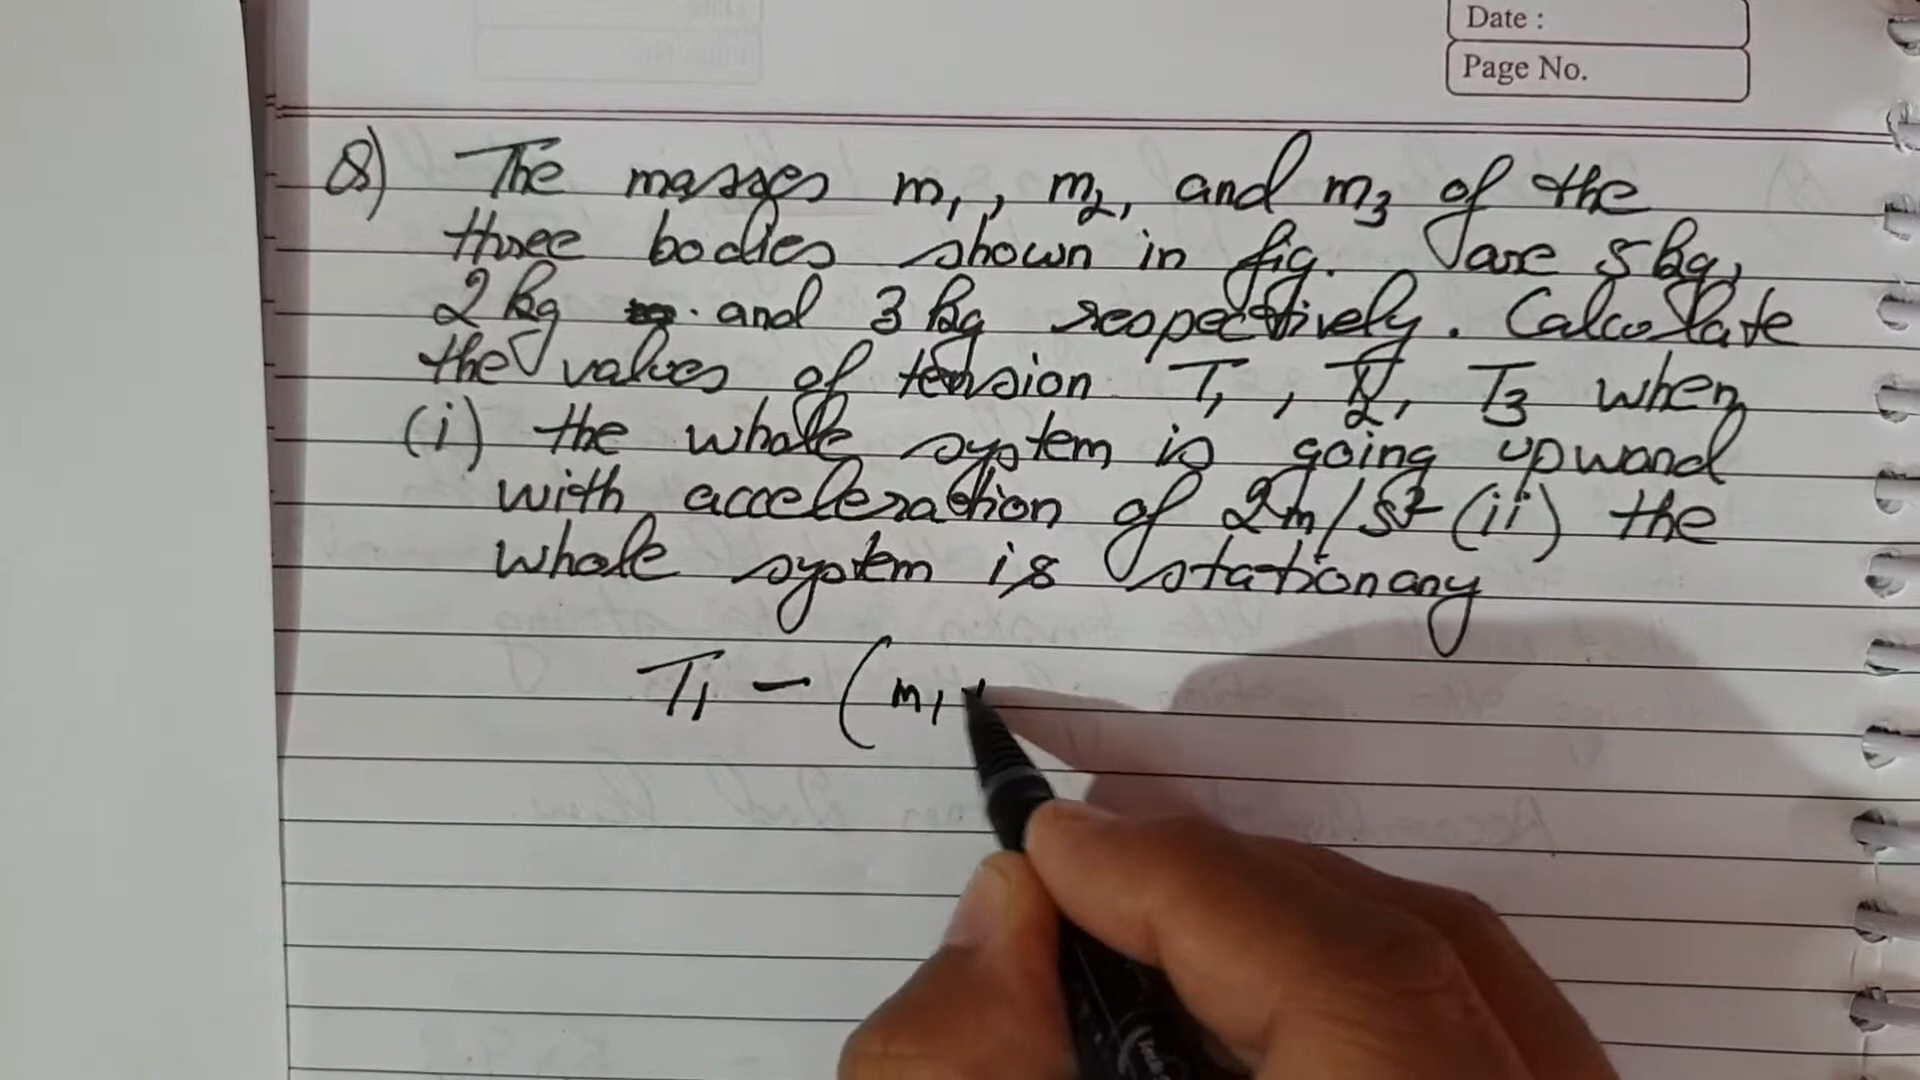 Date :
Page No.
Q) The masses m₁, m₂, and m₃ of the
three bodies shown in fig. are 5 kg,
2 kg and 3 kg respectively. Calculate
the values of tension T₁, T₂, T₃ when
(i) the whole system is going upward
with acceleration of 2m/s² (ii) the
whole system is stationary
T₁ - (m₁ +